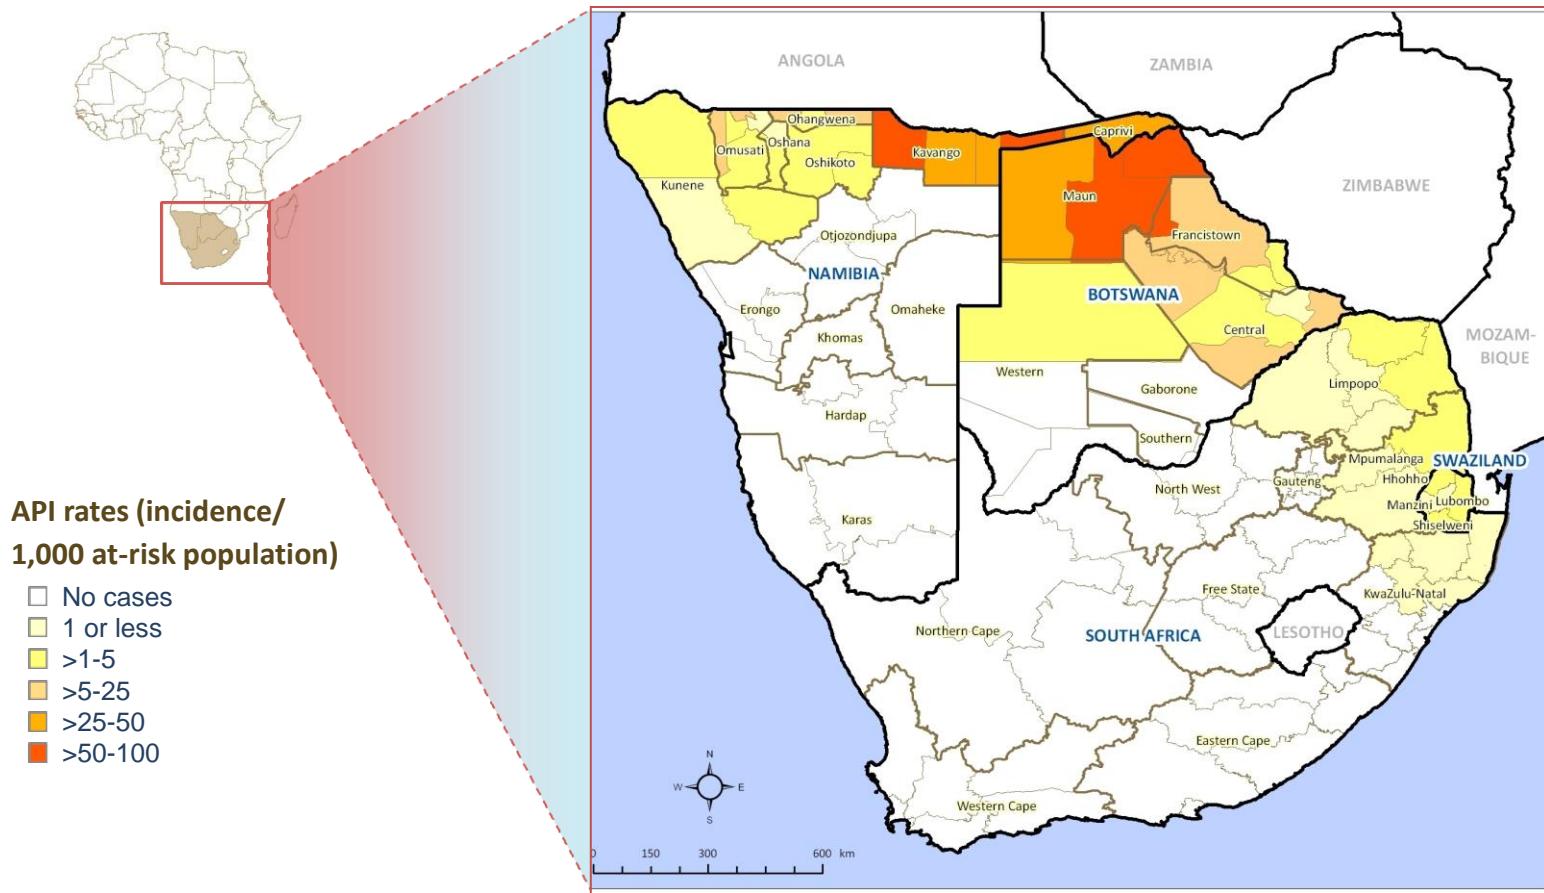 API rates (incidence/
1,000 at-risk population)
No cases
1 or less
>1-5
>5-25
>25-50
>50-100
ANGOLA
ZAMBIA
ZIMBABWE
MOZAM-
BIQUE
Ohangwena
Omusati
Oshana
Oshikoto
Kavango
Caprivi
Kunene
Maun
Otjozondjupa
Francistown
NAMIBIA
BOTSWANA
Erongo
Omaheke
Khomas
Central
Western
Gaborone
Limpopo
Hardap
Southern
Mpumalanga
SWAZILAND
Hhohho
North West
Gauteng
Manzini
Lubombo
Shiselweni
Karas
Free State
KwaZulu-Natal
Northern Cape
SOUTH AFRICA
LESOTHO
Eastern Cape
Western Cape
N
W
E
S
0 150 300 600 km